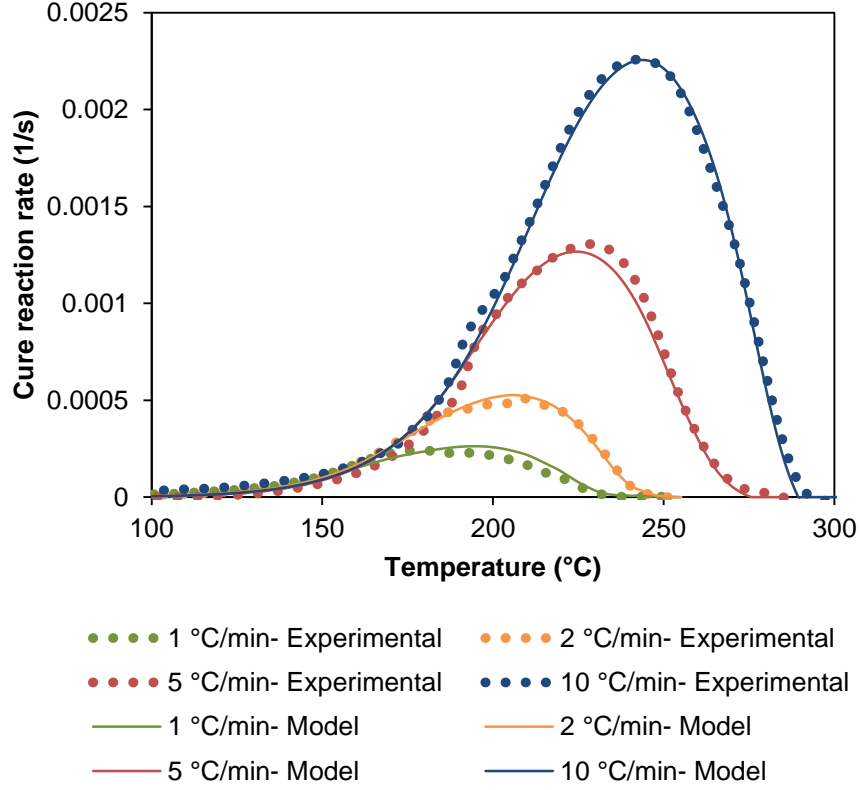 0.0025
0.002
0.0015
0.001
0.0005
0
Cure reaction rate (1/s)
100 150 200 250 300
Temperature (°C)
1 °C/min- Experimental 2 °C/min- Experimental
5 °C/min- Experimental 10 °C/min- Experimental
1 °C/min- Model 2 °C/min- Model
5 °C/min- Model 10 °C/min- Model